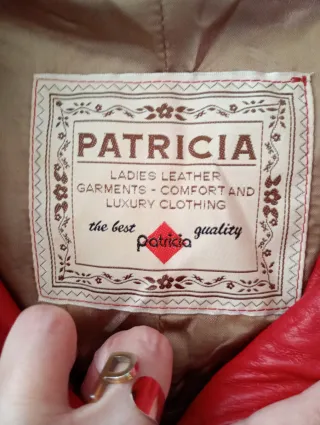 PATRICIA
LADIES LEATHER
GARMENTS - COMFORT AND
LUXURY CLOTHING
the best patricia quality
P